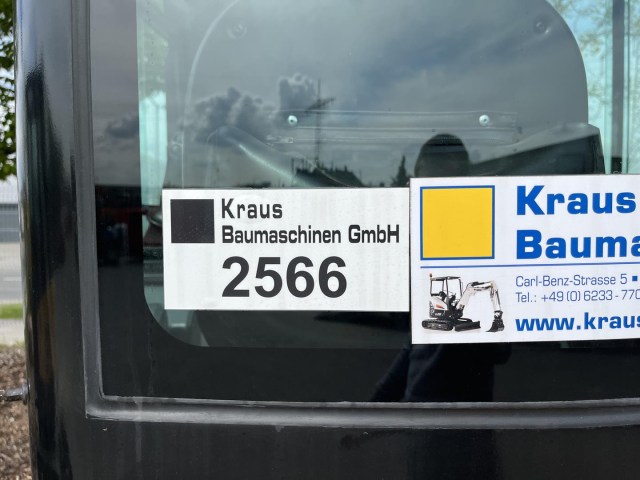 Kraus
Baumaschinen GmbH
2566
Kraus
Bauma
Carl-Benz-Strasse 5 ▪
Tel.: +49 (0) 6233 - 770
www.kraus